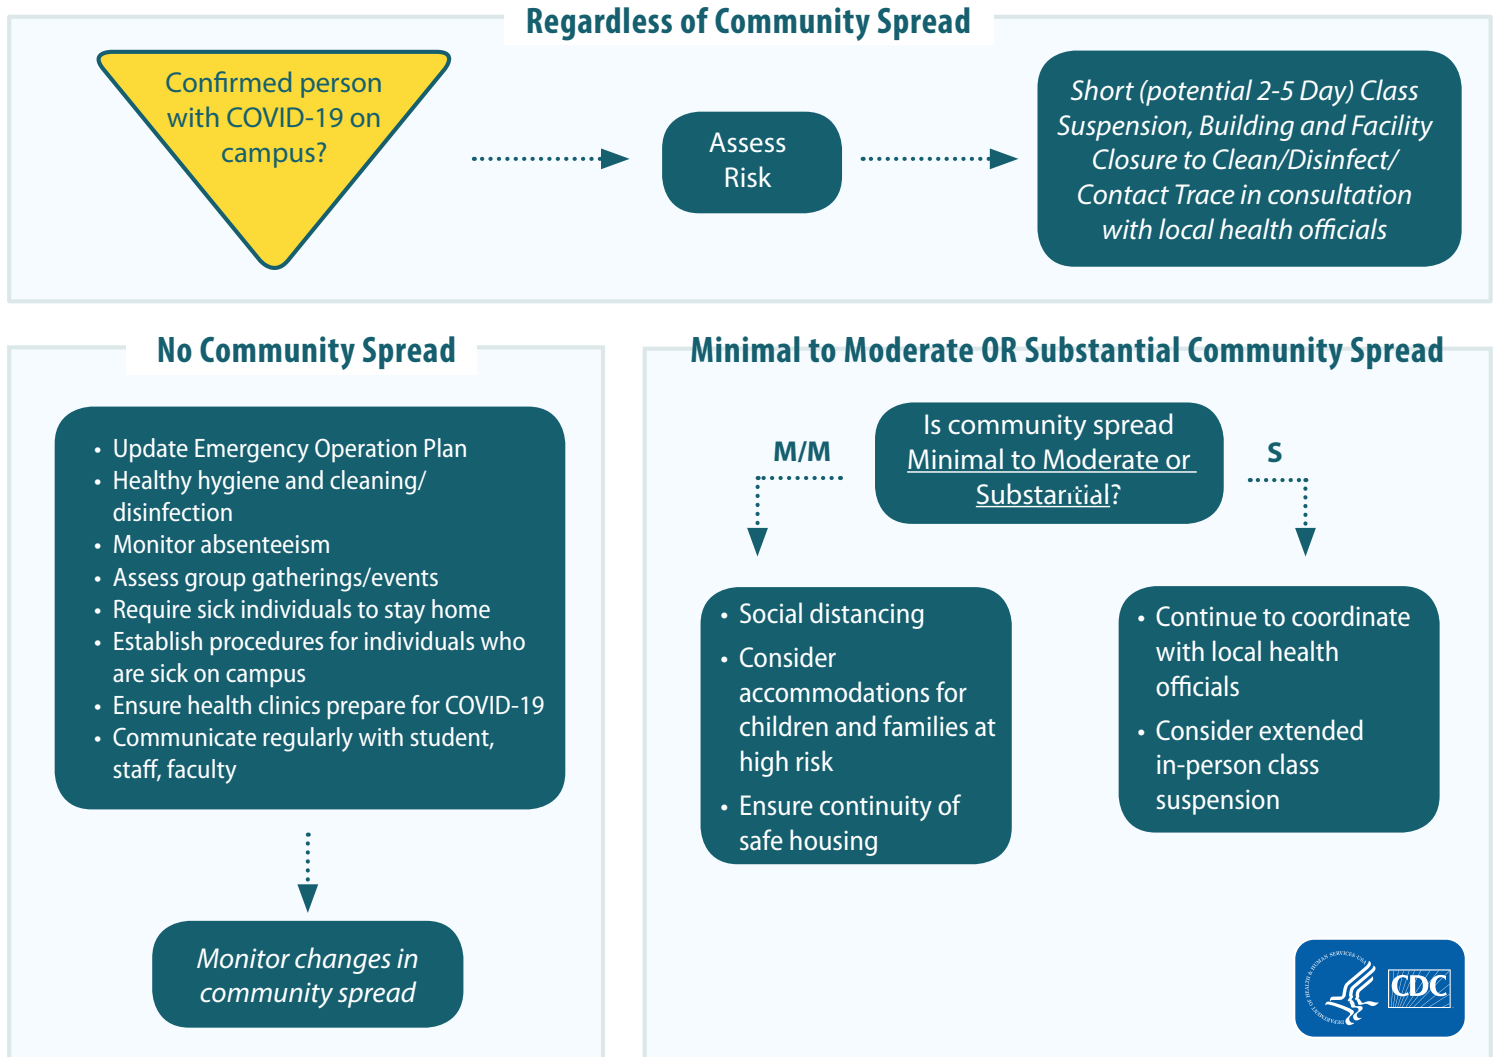 Regardless of Community Spread
Confirmed person
with COVID-19 on
campus?
Assess
Risk
Short (potential 2-5 Day) Class
Suspension, Building and Facility
Closure to Clean/Disinfect/
Contact Trace in consultation
with local health officials
No Community Spread
• Update Emergency Operation Plan
• Healthy hygiene and cleaning/
disinfection
• Monitor absenteeism
• Assess group gatherings/events
• Require sick individuals to stay home
• Establish procedures for individuals who
are sick on campus
• Ensure health clinics prepare for COVID-19
• Communicate regularly with student,
staff, faculty
Monitor changes in
community spread
Minimal to Moderate OR Substantial Community Spread
Is community spread
Minimal to Moderate or
Substantial?
M/M
S
• Social distancing
• Consider
accommodations for
children and families at
high risk
• Ensure continuity of
safe housing
• Continue to coordinate
with local health
officials
• Consider extended
in-person class
suspension
DEPARTMENT OF HEALTH & HUMAN SERVICES•USA
CDC